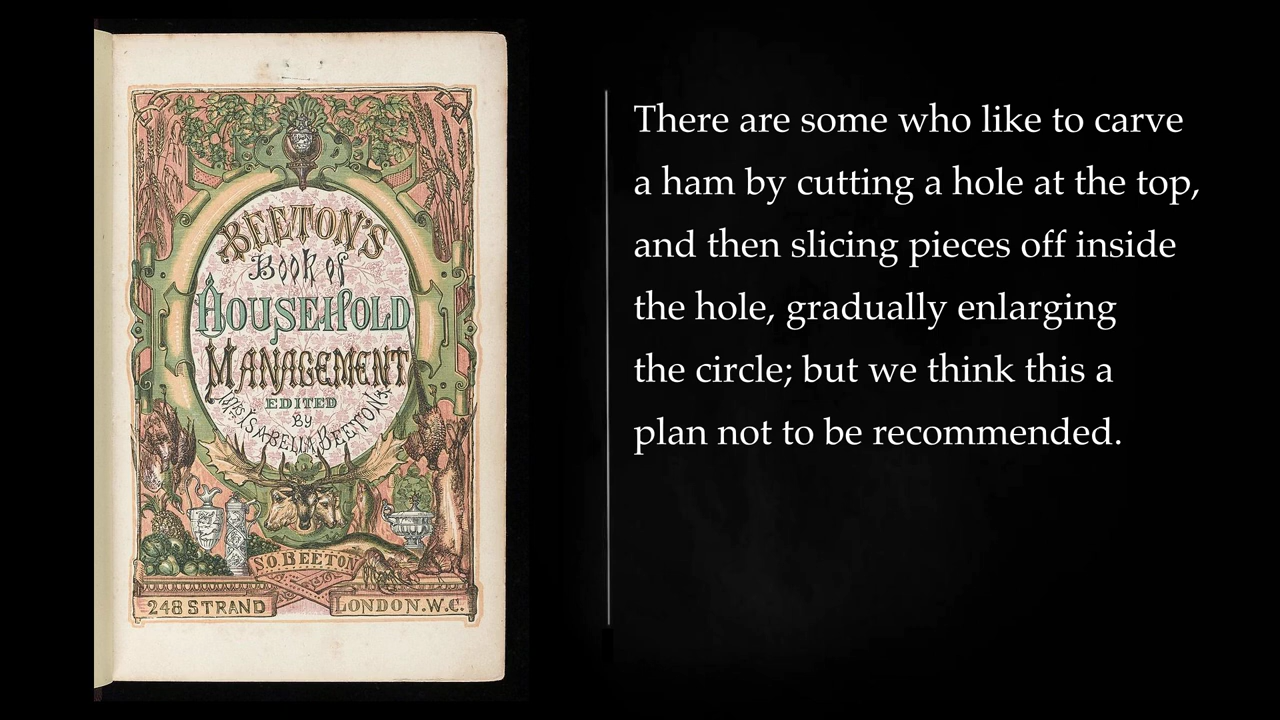 BEETON'S
Book of
HOUSEHOLD
MANAGEMENT
EDITED
BY
MRS ISABELLA BEETON.
S.O. BEETON
248 STRAND
LONDON. W.C.
There are some who like to carve
a ham by cutting a hole at the top,
and then slicing pieces off inside
the hole, gradually enlarging
the circle; but we think this a
plan not to be recommended.